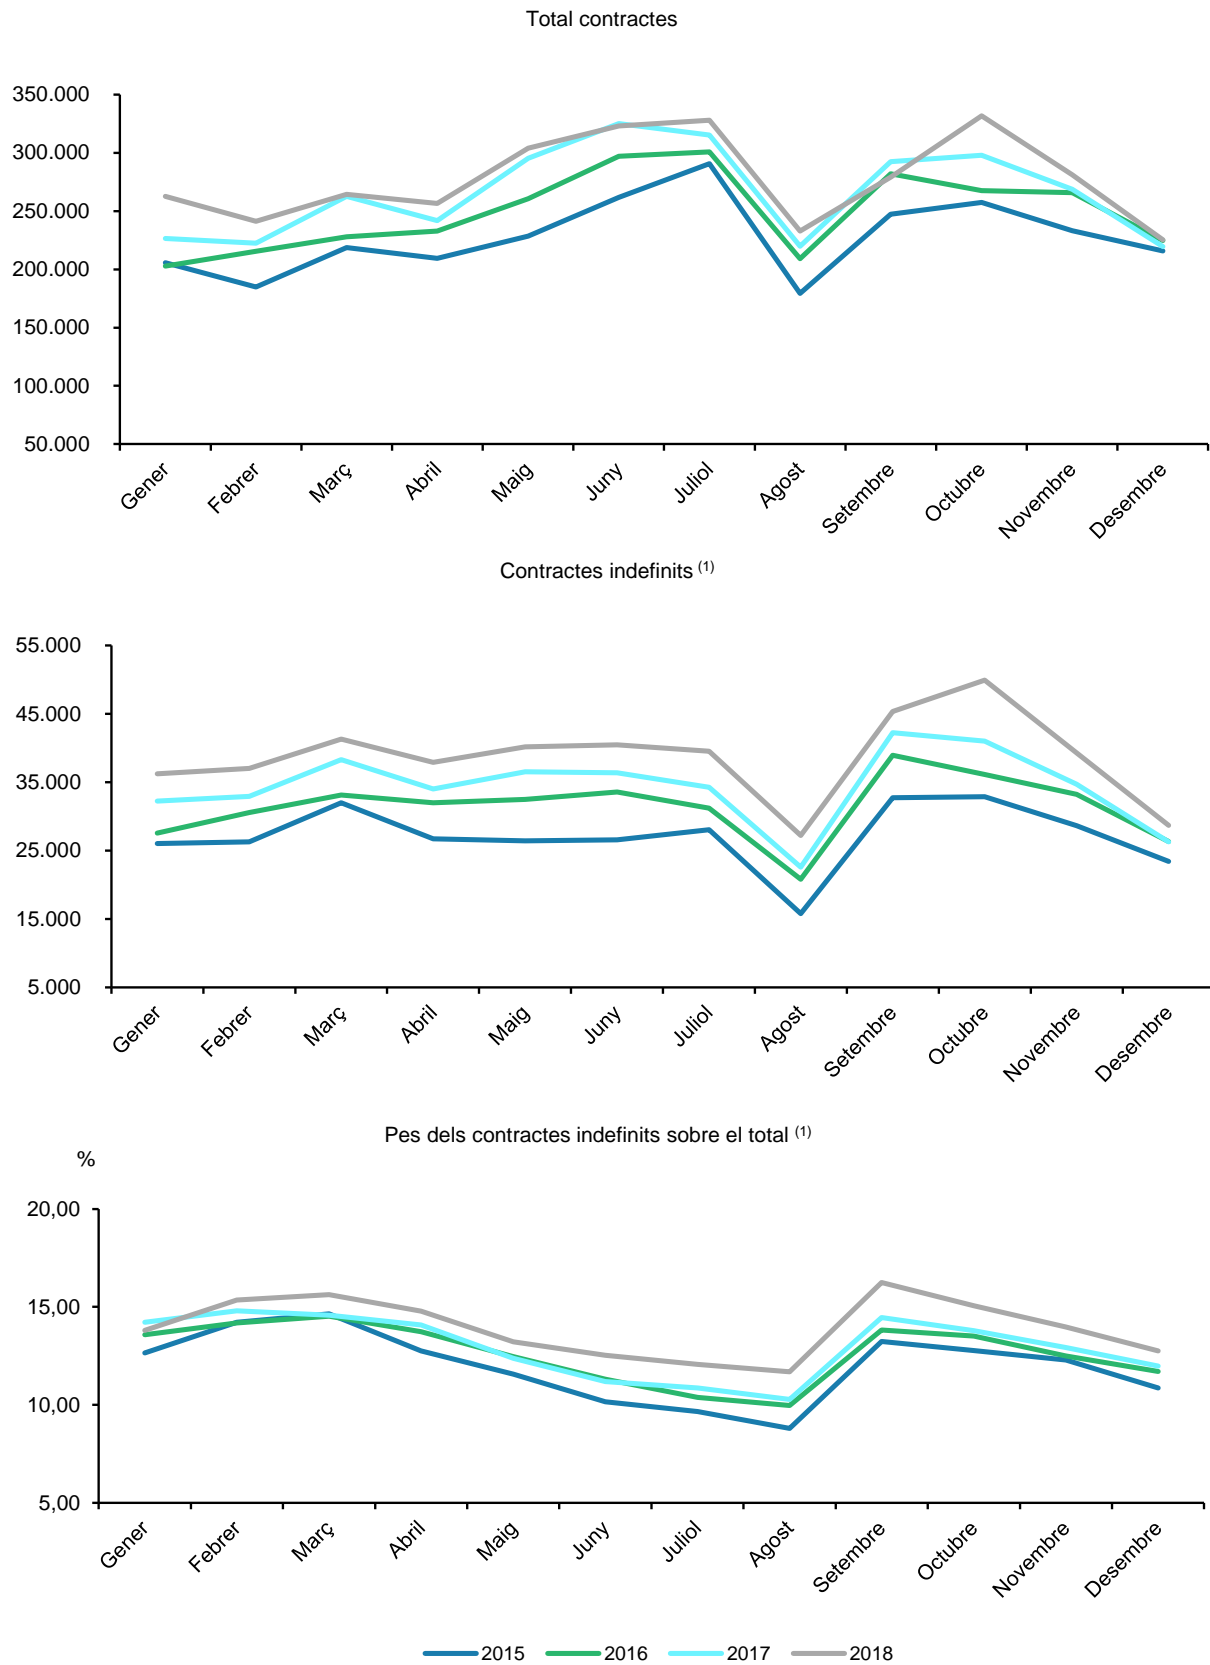 Total contractes
350.000
300.000
250.000
200.000
150.000
100.000
50.000
Gener
Febrer
Març
Abril
Maig
Juny
Juliol
Agost
Setembre
Octubre
Novembre
Desembre
Contractes indefinits (1)
55.000
45.000
35.000
25.000
15.000
5.000
Gener
Febrer
Març
Abril
Maig
Juny
Juliol
Agost
Setembre
Octubre
Novembre
Desembre
Pes dels contractes indefinits sobre el total (1)
%
20,00
15,00
10,00
5,00
Gener
Febrer
Març
Abril
Maig
Juny
Juliol
Agost
Setembre
Octubre
Novembre
Desembre
2015 2016 2017 2018